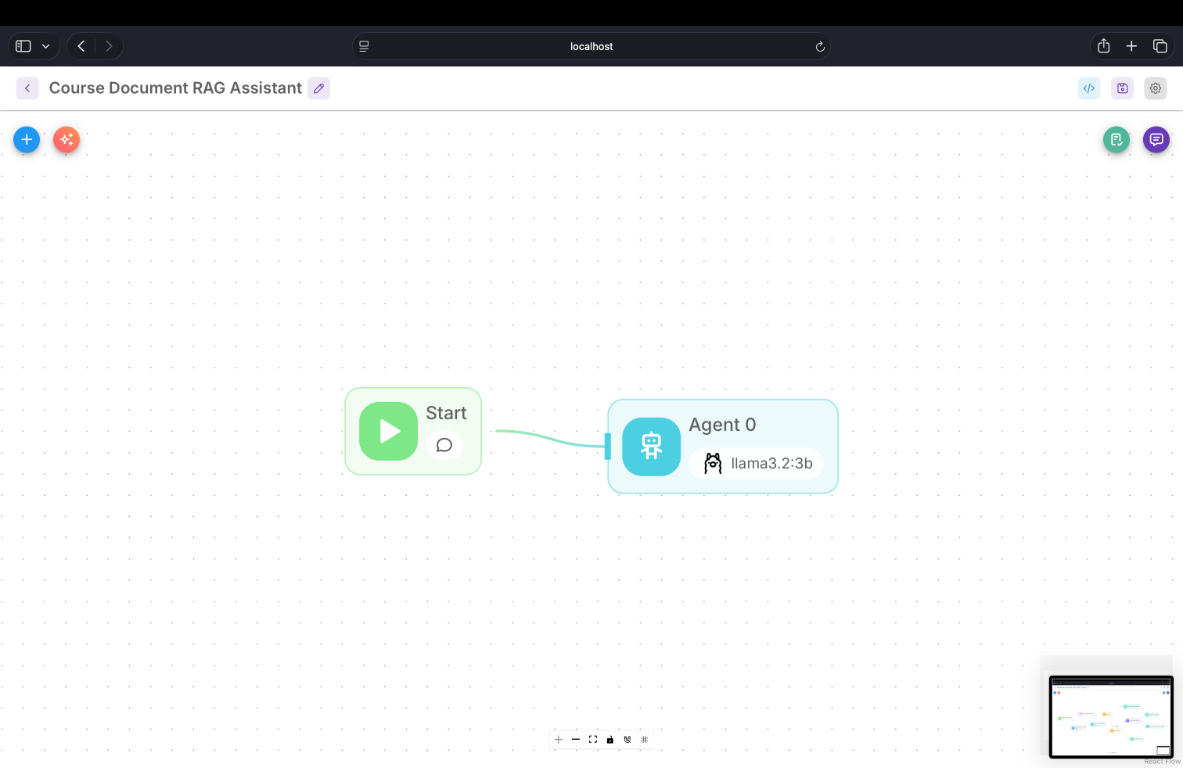 localhost
Course Document RAG Assistant
Start
Agent 0
llama3.2:3b
React Flow